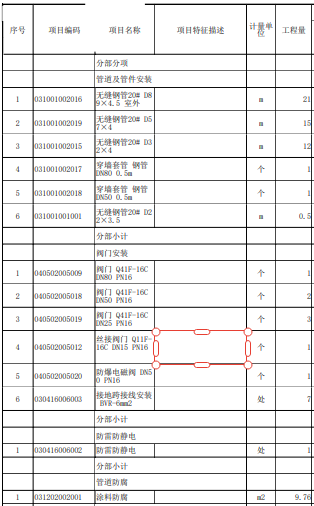 序号 项目编码 项目名称 项目特征描述 计量单 工程量
位
分部分项
管道及管件安装
1 031001002016 无缝钢管20# D8 m 21
9×4.5 室外
2 031001002019 无缝钢管20# D5 m 15
7×4
3 031001002015 无缝钢管20# D3 m 12
2×4
4 031001002017 穿墙套管 钢管 个 1
DN80 0.5m
5 031001002018 穿墙套管 钢管 个 1
DN50 0.5m
6 031001001001 无缝钢管20# D2 m 0.5
2×3.5
分部小计
阀门安装
1 040502005009 阀门 Q41F-16C 个 1
DN80 PN16
2 040502005018 阀门 Q41F-16C 个 2
DN50 PN16
3 040502005019 阀门 Q41F-16C 个 3
DN25 PN16
4 040502005012 丝接阀门 Q11F- 个 1
16C DN15 PN16
5 040502005020 防爆电磁阀 DN5 个 1
0 PN16
6 030416006003 接地跨接线安装 处 7
BVR-6mm2
分部小计
防雷防静电
1 030416006002 防雷防静电 处 1
分部小计
管道防腐
1 031202002001 涂料防腐 m2 9.76